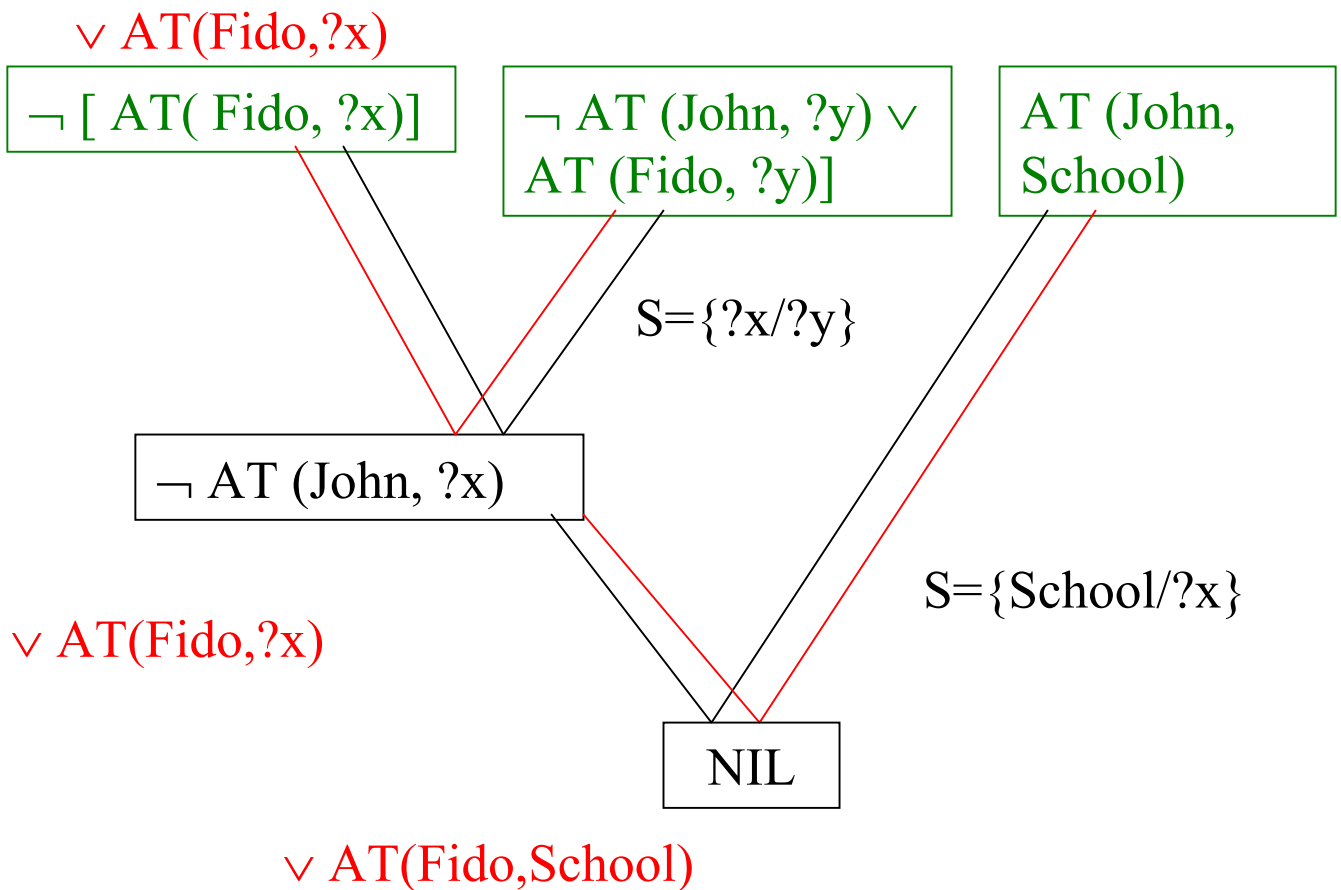 ∨ AT(Fido,?x)
¬ [ AT( Fido, ?x)]
¬ AT (John, ?y) ∨
AT (Fido, ?y)]
AT (John,
School)
S={?x/?y}
¬ AT (John, ?x)
S={School/?x}
∨ AT(Fido,?x)
NIL
∨ AT(Fido,School)